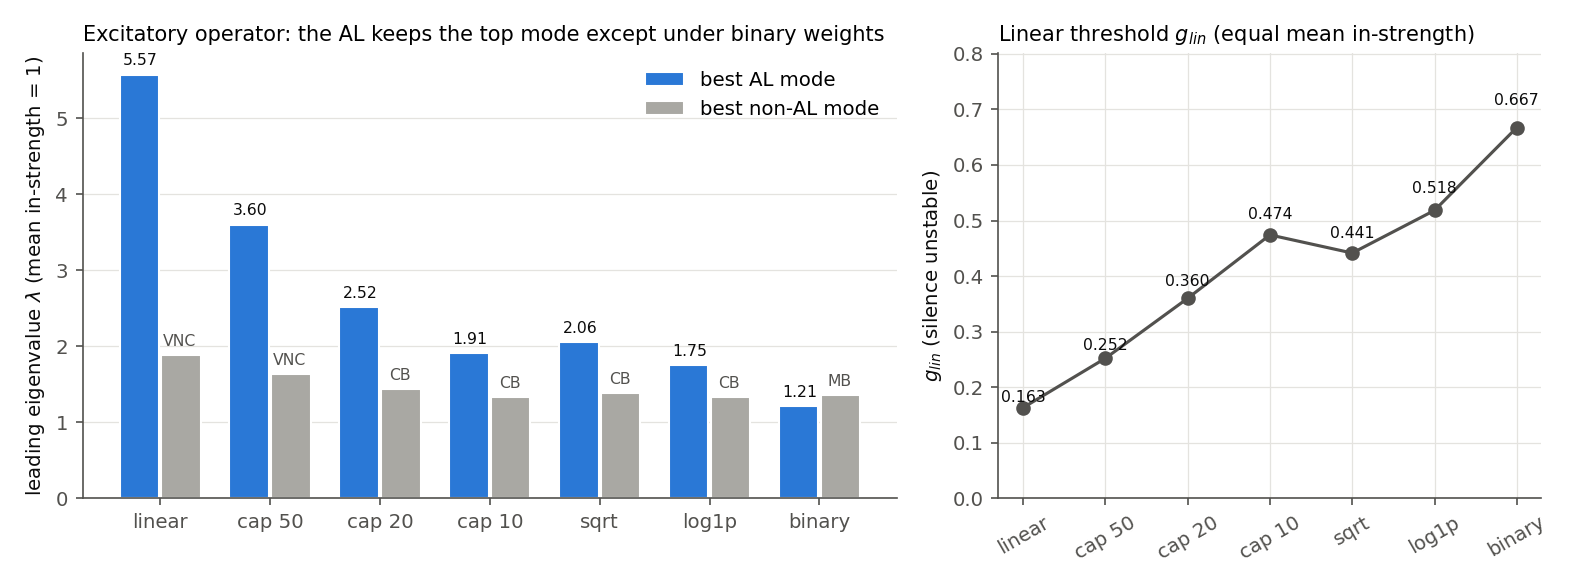 Excitatory operator: the AL keeps the top mode except under binary weights
leading eigenvalue λ (mean in-strength = 1)
5
4
3
2
1
0
best AL mode
best non-AL mode
5.57
VNC
3.60
VNC
2.52
CB
1.91
CB
2.06
CB
1.75
CB
1.21
MB
linear
cap 50
cap 20
cap 10
sqrt
log1p
binary
Linear threshold g_lin (equal mean in-strength)
g_lin (silence unstable)
0.8
0.7
0.6
0.5
0.4
0.3
0.2
0.1
0.0
0.163
0.252
0.360
0.474
0.441
0.518
0.667
linear
cap 50
cap 20
cap 10
sqrt
log1p
binary